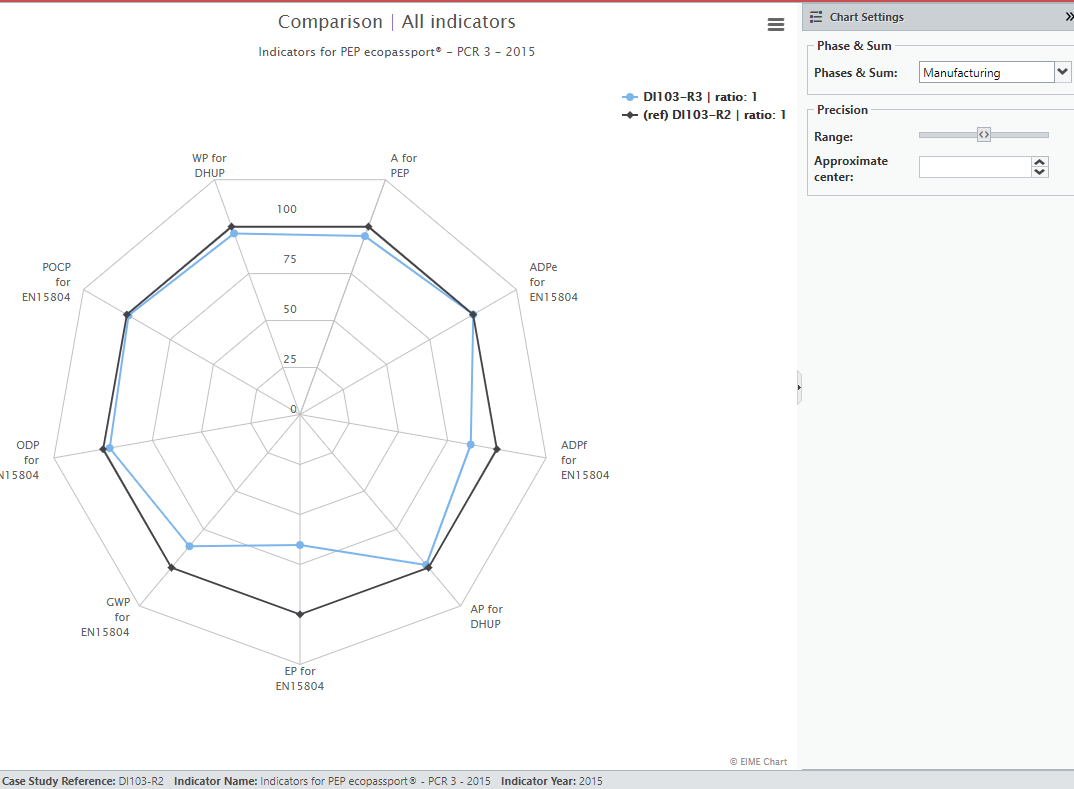 Comparison | All indicators
Indicators for PEP ecopassport® – PCR 3 – 2015
DI103–R3 | ratio: 1
(ref) DI103–R2 | ratio: 1
WP for
DHUP
A for
PEP
ADPe
for
EN15804
ADPf
for
EN15804
AP for
DHUP
EP for
EN15804
GWP
for
EN15804
ODP
for
N15804
POCP
for
EN15804
100
75
50
25
0
© EIME Chart
Chart Settings
Phase & Sum
Phases & Sum: Manufacturing
Precision
Range:
Approximate
center:
Case Study Reference: DI103-R2 Indicator Name: Indicators for PEP ecopassport® - PCR 3 - 2015 Indicator Year: 2015